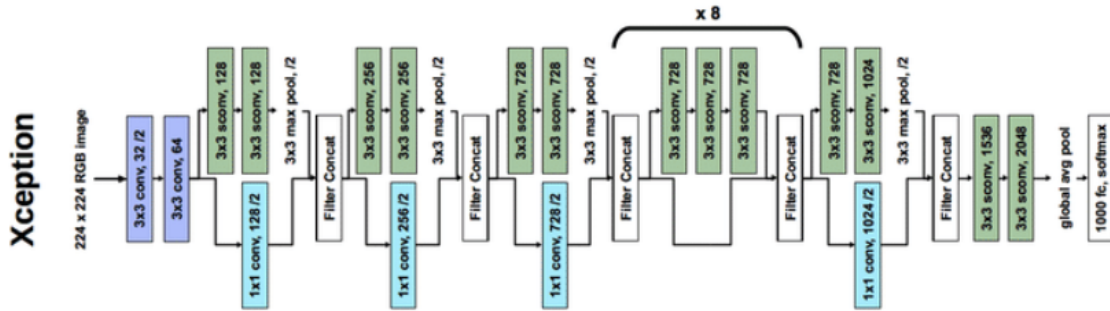 Xception
224 x 224 RGB image
3x3 conv, 32 /2
3x3 conv, 64
3x3 sconv, 128
3x3 sconv, 128
3x3 max pool, /2
1x1 conv, 128 /2
Filter Concat
3x3 sconv, 256
3x3 sconv, 256
3x3 max pool, /2
1x1 conv, 256 /2
Filter Concat
3x3 sconv, 728
3x3 sconv, 728
3x3 max pool, /2
1x1 conv, 728 /2
Filter Concat
x 8
3x3 sconv, 728
3x3 sconv, 728
3x3 sconv, 728
Filter Concat
3x3 sconv, 728
3x3 sconv, 1024
3x3 max pool, /2
1x1 conv, 1024 /2
Filter Concat
3x3 sconv, 1536
3x3 sconv, 2048
global avg pool
1000 fc, softmax